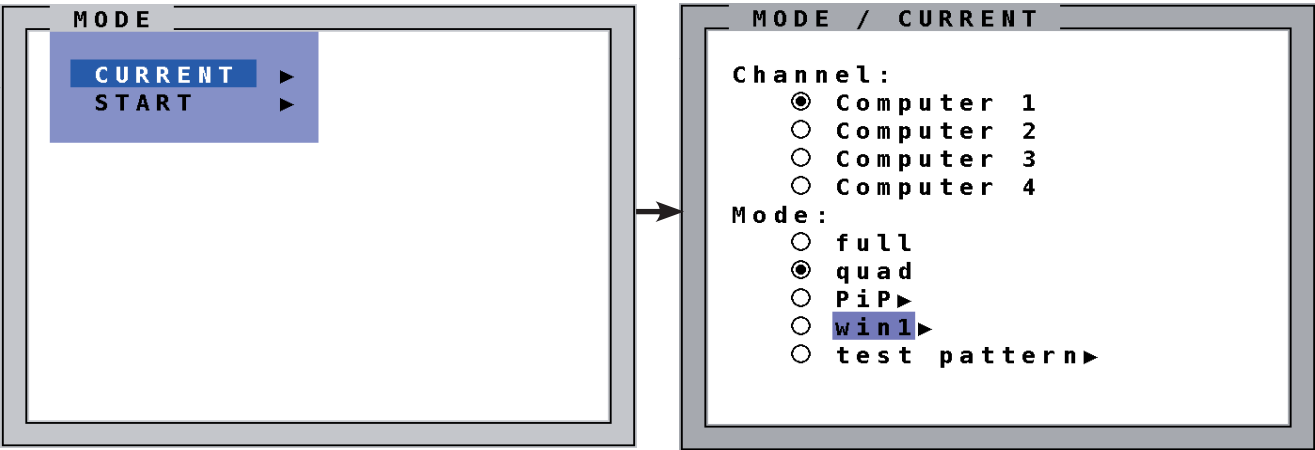 MODE
CURRENT ▶
START ▶
MODE / CURRENT
Channel:
Computer 1
Computer 2
Computer 3
Computer 4
Mode:
full
quad
PiP▶
win1▶
test pattern▶